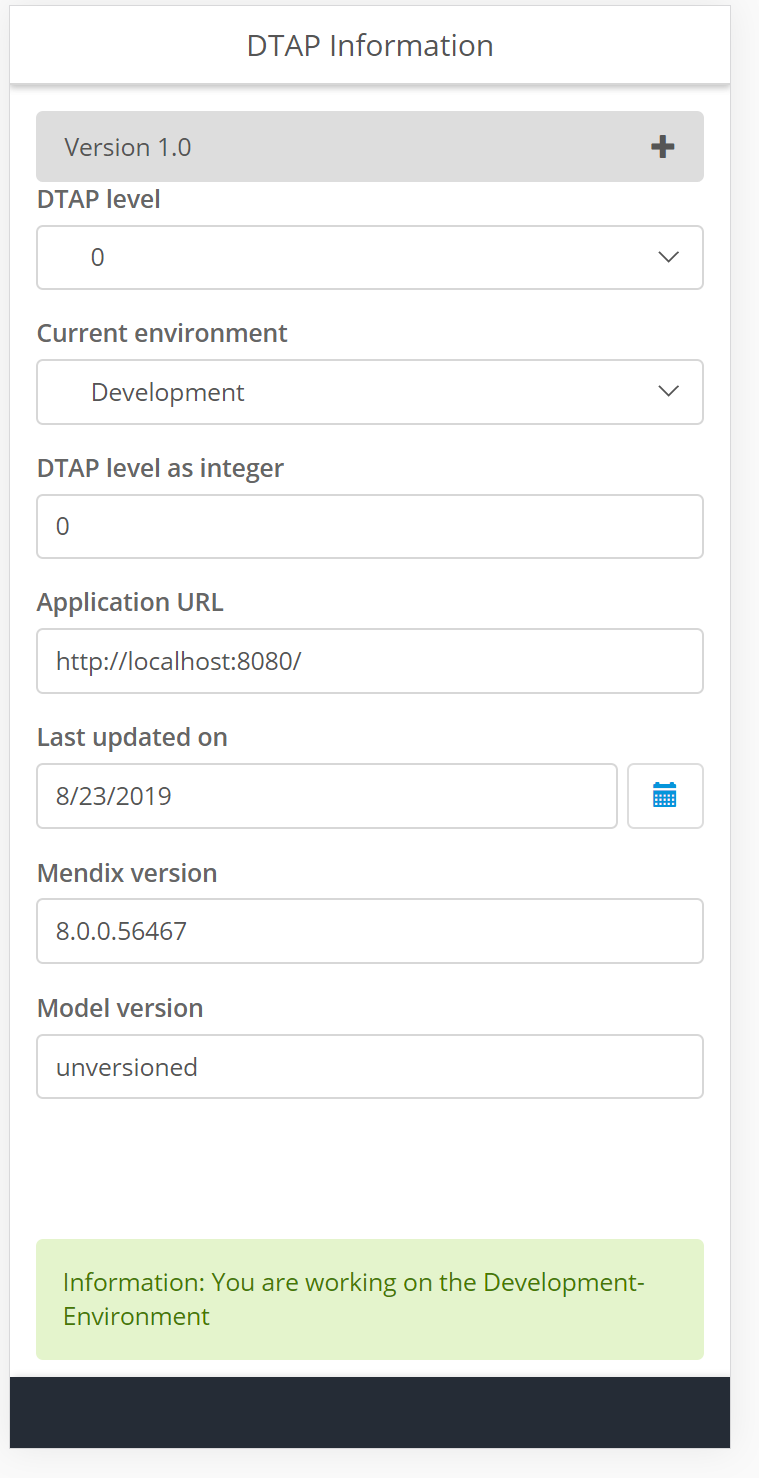 DTAP Information
Version 1.0
DTAP level
0
Current environment
Development
DTAP level as integer
0
Application URL
http://localhost:8080/
Last updated on
8/23/2019
Mendix version
8.0.0.56467
Model version
unversioned
Information: You are working on the Development-
Environment